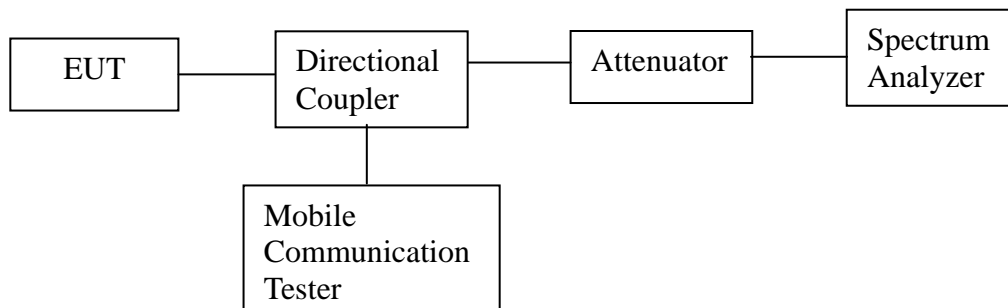 EUT
Directional
Coupler
Attenuator
Spectrum
Analyzer
Mobile
Communication
Tester